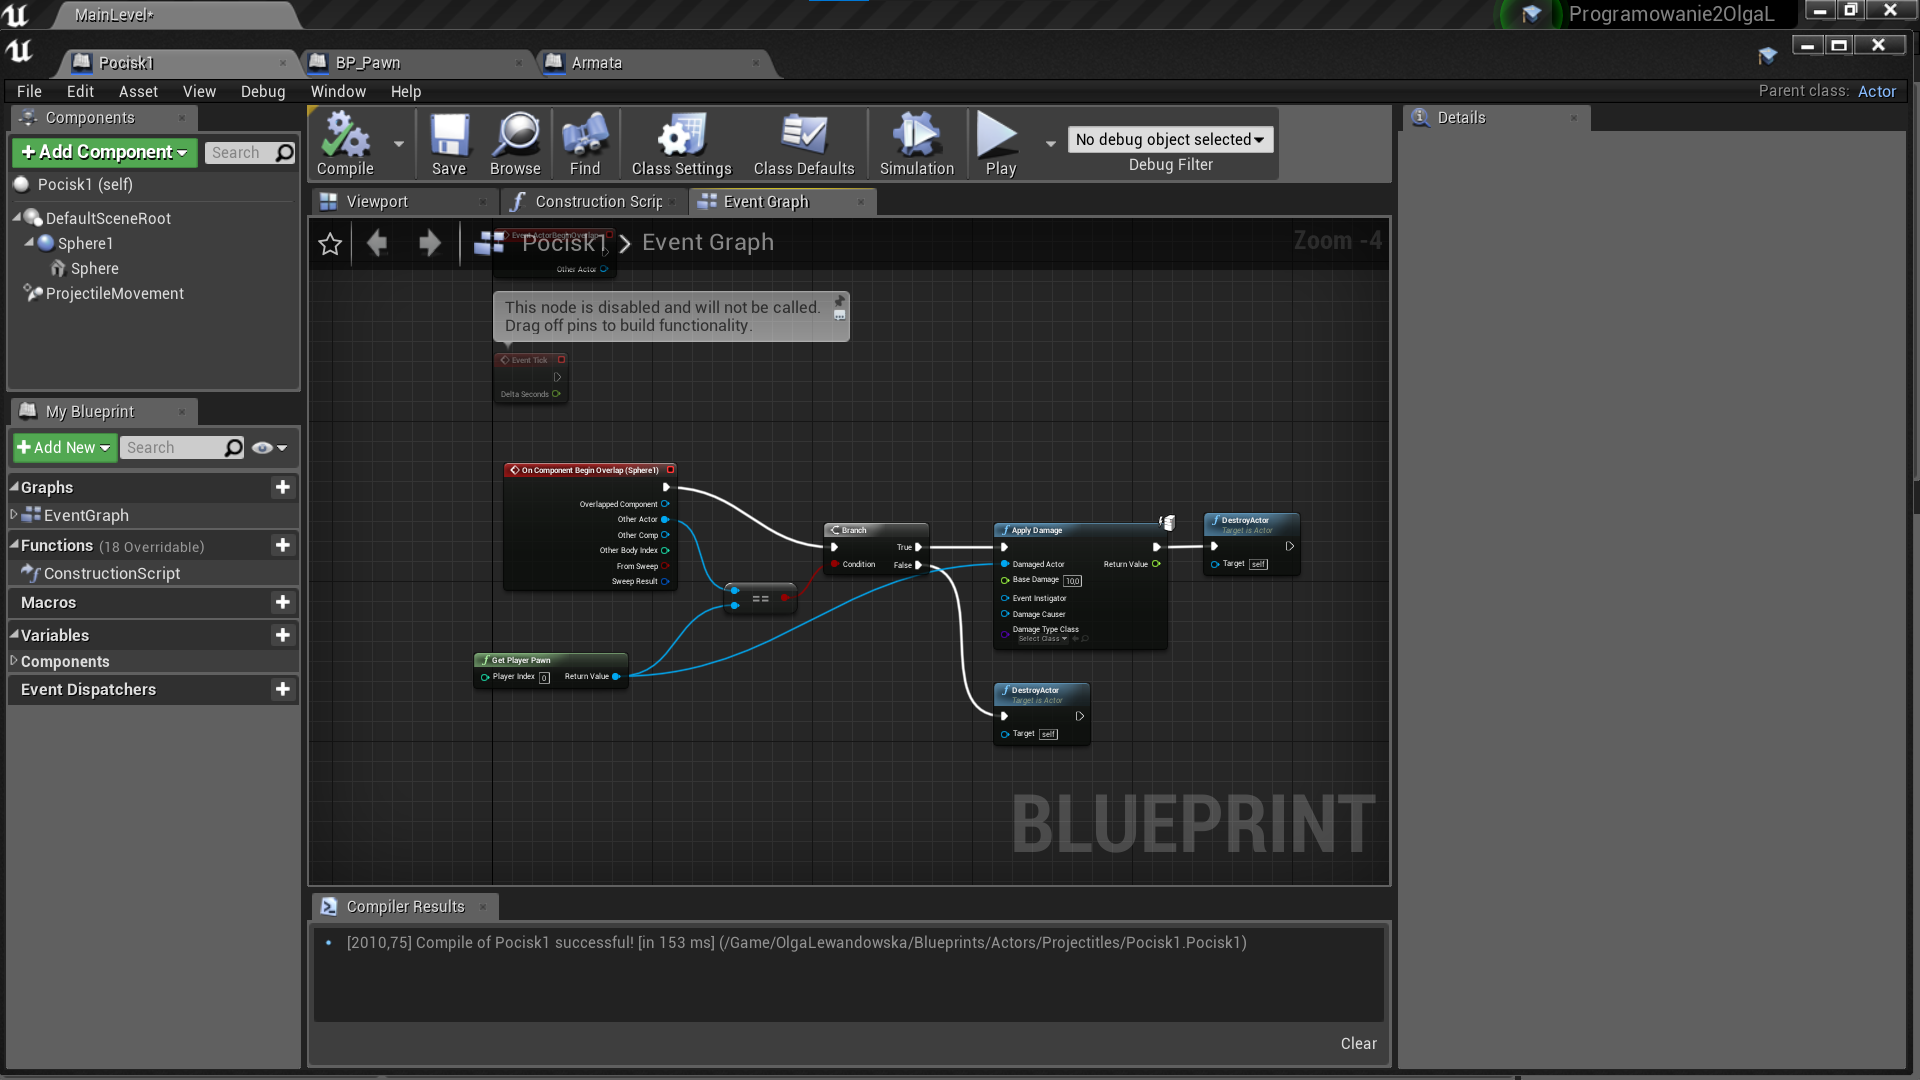 MainLevel*
Programowanie2OlgaL
Pocisk1
BP_Pawn
Armata
File Edit Asset View Debug Window Help
Parent class: Actor
Components
Add Component
Search
Pocisk1 (self)
DefaultSceneRoot
Sphere1
Sphere
ProjectileMovement
My Blueprint
Add New
Search
Graphs
EventGraph
Functions (18 Overridable)
ConstructionScript
Macros
Variables
Components
Event Dispatchers
Compile
Save
Browse
Find
Class Settings
Class Defaults
Simulation
Play
No debug object selected
Debug Filter
Viewport
Construction Scrip
Event Graph
Pocisk1 > Event Graph
Zoom -4
Event ActorBeginOverlap
Other Actor
This node is disabled and will not be called.
Drag off pins to build functionality.
Event Tick
Delta Seconds
On Component Begin Overlap (Sphere1)
Overlapped Component
Other Actor
Other Comp
Other Body Index
From Sweep
Sweep Result
==
Get Player Pawn
Player Index 0 Return Value
Branch
True
Condition False
Apply Damage
Damaged Actor Return Value
Base Damage 10,0
Event Instigator
Damage Causer
Damage Type Class
Select Class
DestroyActor
Target is Actor
Target self
DestroyActor
Target is Actor
Target self
BLUEPRINT
Compiler Results
[2010,75] Compile of Pocisk1 successful! [in 153 ms] (/Game/OlgaLewandowska/Blueprints/Actors/Projectitles/Pocisk1.Pocisk1)
Clear
Details